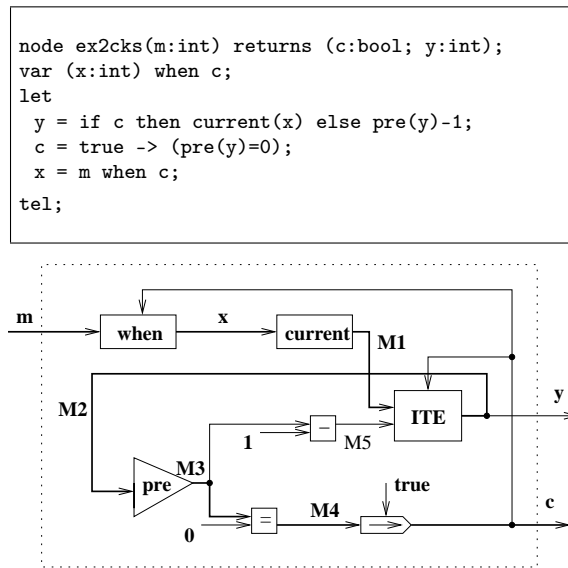 node ex2cks(m:int) returns (c:bool; y:int);
var (x:int) when c;
let
y = if c then current(x) else pre(y)-1;
c = true -> (pre(y)=0);
x = m when c;
tel;
m
when
x
current
M1
M2
ITE
y
1
−
M5
pre
M3
true
0
=
M4
c